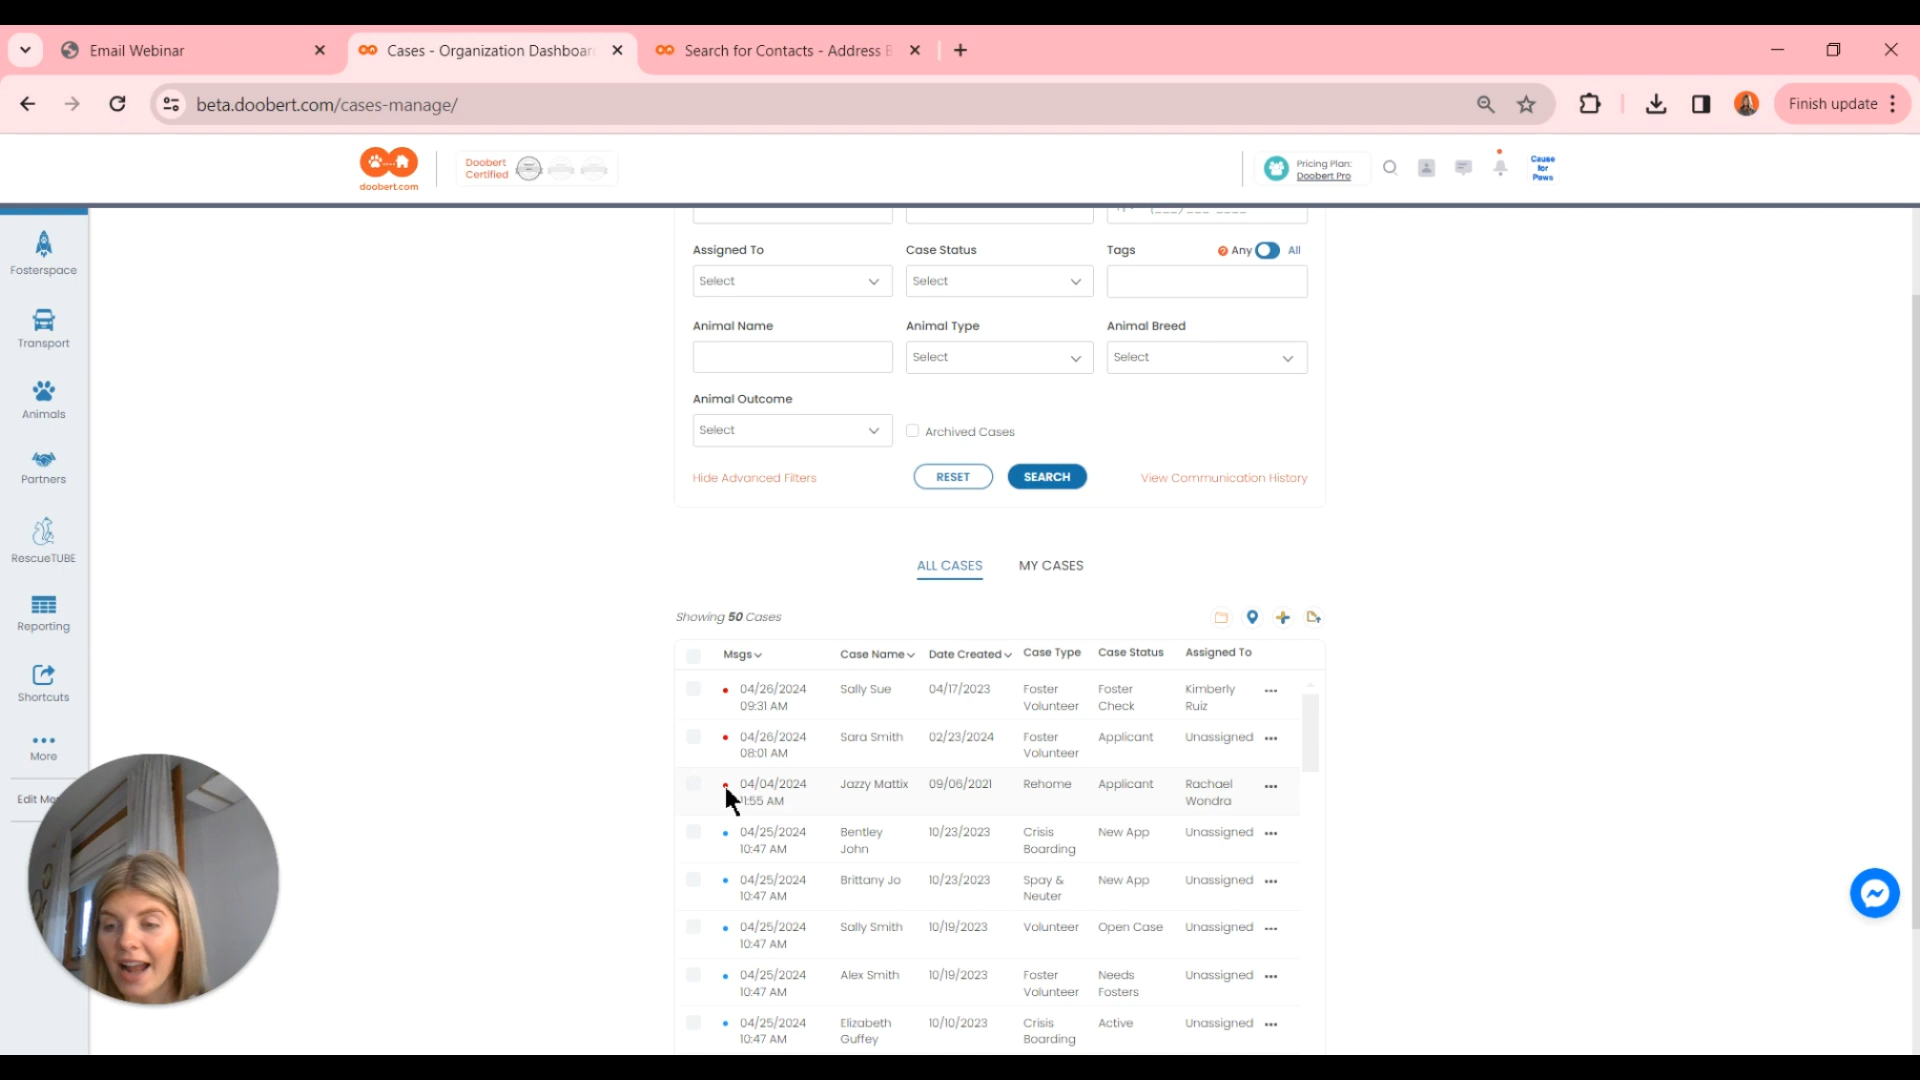 Email Webinar
Cases - Organization Dashboar
Search for Contacts - Address B
beta.doobert.com/cases-manage/
Finish update
doobert.com
Doobert
Certified
Pricing Plan:
Doobert Pro
Cause
for
Paws
Fosterspace
Transport
Animals
Partners
RescueTUBE
Reporting
Shortcuts
More
Edit Me
Assigned To
Case Status
Tags
Any
All
Select
Select
Animal Name
Animal Type
Animal Breed
Select
Select
Animal Outcome
Select
Archived Cases
Hide Advanced Filters
RESET
SEARCH
View Communication History
ALL CASES
MY CASES
Showing 50 Cases
Msgs Case Name Date Created Case Type Case Status Assigned To
04/26/2024 Sally Sue 04/17/2023 Foster Foster Kimberly
09:31 AM Volunteer Check Ruiz
04/26/2024 Sara Smith 02/23/2024 Foster Applicant Unassigned
08:01 AM Volunteer
04/04/2024 Jazzy Mattix 09/06/2021 Rehome Applicant Rachael
11:55 AM Wondra
04/25/2024 Bentley 10/23/2023 Crisis New App Unassigned
10:47 AM John Boarding
04/25/2024 Brittany Jo 10/23/2023 Spay & New App Unassigned
10:47 AM Neuter
04/25/2024 Sally Smith 10/19/2023 Volunteer Open Case Unassigned
10:47 AM
04/25/2024 Alex Smith 10/19/2023 Foster Needs Unassigned
10:47 AM Volunteer Fosters
04/25/2024 Elizabeth 10/10/2023 Crisis Active Unassigned
10:47 AM Guffey Boarding